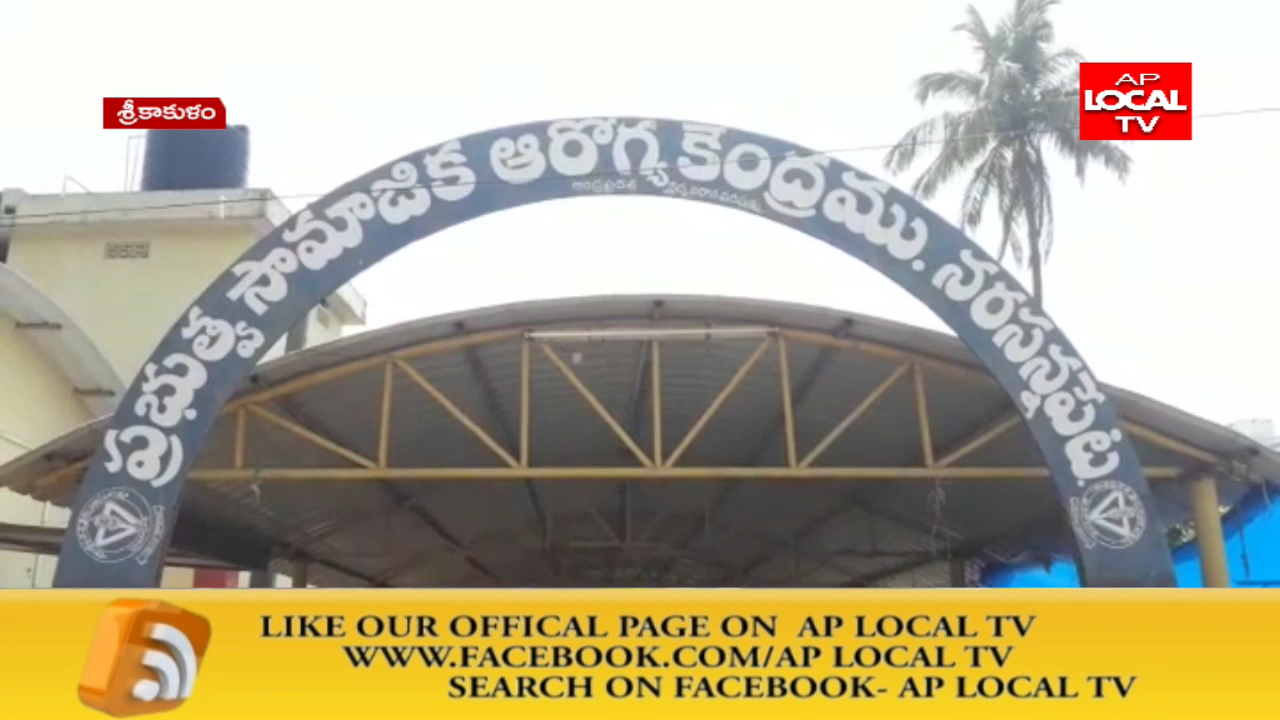 శ్రీకాకుళం
AP
LOCAL
TV
సామాజిక ఆరోగ్య కేంద్రము. నరసన్నపేట.
LIKE OUR OFFICAL PAGE ON AP LOCAL TV
WWW.FACEBOOK.COM/AP LOCAL TV
SEARCH ON FACEBOOK- AP LOCAL TV